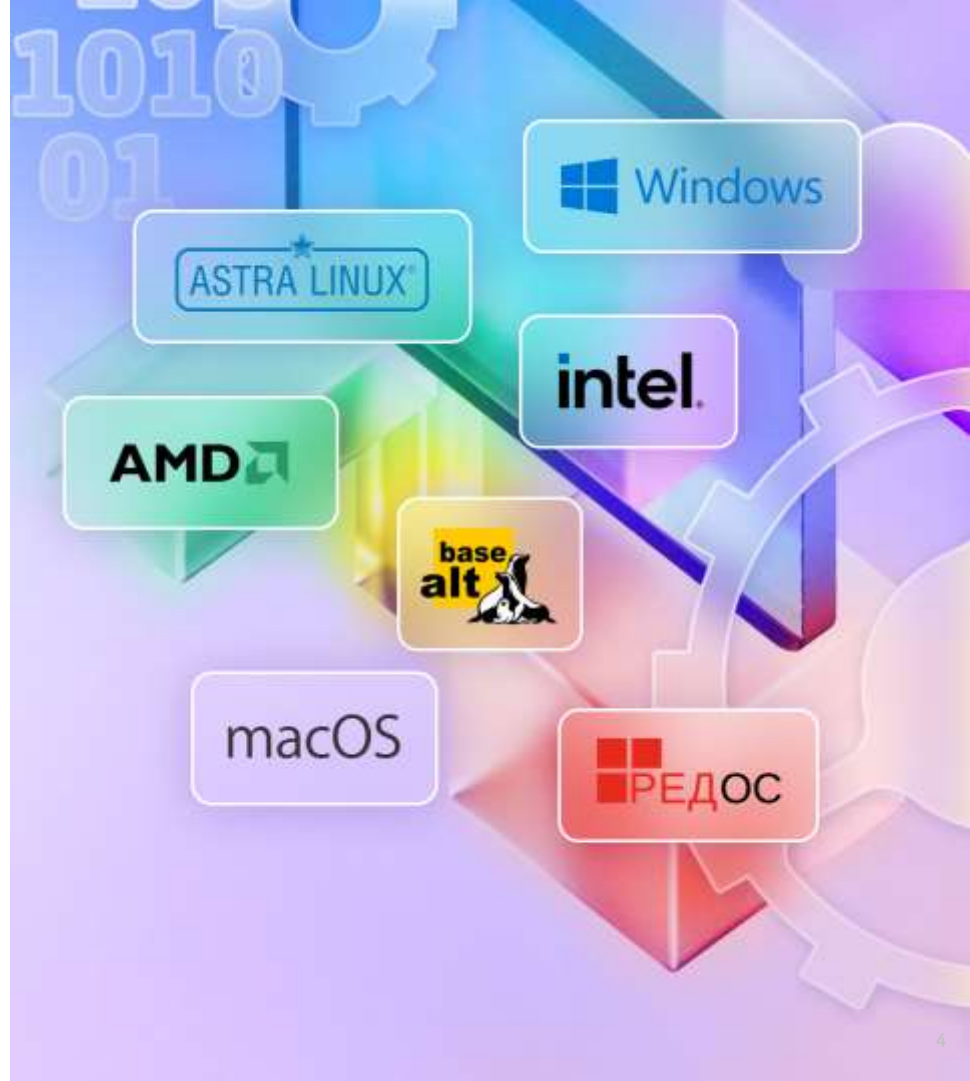 1010
01
Windows
ASTRA LINUX®
intel.
AMD
base
alt
macOS
РЕДОС
4